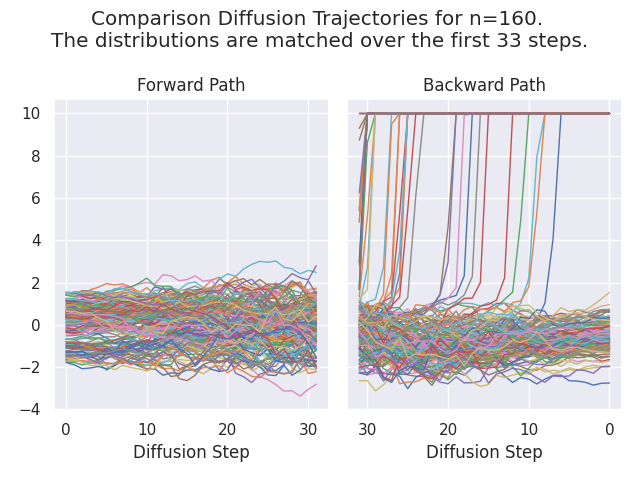 Comparison Diffusion Trajectories for n=160.
The distributions are matched over the first 33 steps.
Forward Path
Backward Path
10
8
6
4
2
0
−2
−4
0
10
20
30
30
20
10
0
Diffusion Step
Diffusion Step